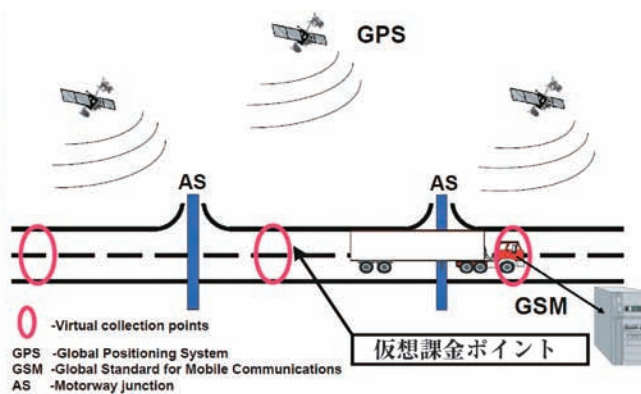 GPS
AS
AS
GSM
-Virtual collection points
仮想課金ポイント
GPS -Global Positioning System
GSM -Global Standard for Mobile Communications
AS -Motorway junction